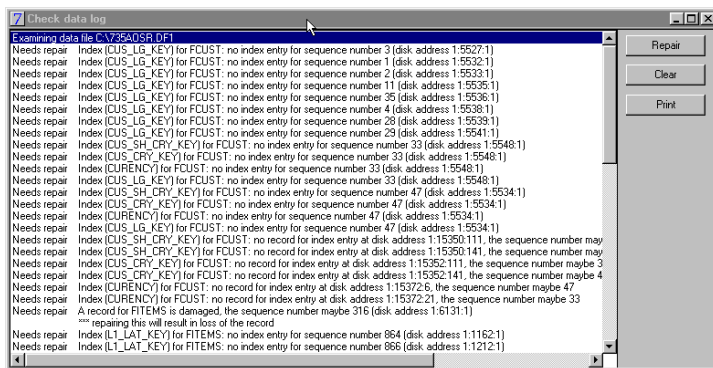 7 Check data log
Examining data file C:\735AOSR.DF1
Needs repair Index (CUS_LG_KEY) for FCUST: no index entry for sequence number 3 (disk address 1:5527:1)
Needs repair Index (CUS_LG_KEY) for FCUST: no index entry for sequence number 1 (disk address 1:5532:1)
Needs repair Index (CUS_LG_KEY) for FCUST: no index entry for sequence number 2 (disk address 1:5533:1)
Needs repair Index (CUS_LG_KEY) for FCUST: no index entry for sequence number 11 (disk address 1:5535:1)
Needs repair Index (CUS_LG_KEY) for FCUST: no index entry for sequence number 35 (disk address 1:5536:1)
Needs repair Index (CUS_LG_KEY) for FCUST: no index entry for sequence number 4 (disk address 1:5538:1)
Needs repair Index (CUS_LG_KEY) for FCUST: no index entry for sequence number 28 (disk address 1:5539:1)
Needs repair Index (CUS_LG_KEY) for FCUST: no index entry for sequence number 29 (disk address 1:5541:1)
Needs repair Index (CUS_SH_CRY_KEY) for FCUST: no index entry for sequence number 33 (disk address 1:5548:1)
Needs repair Index (CUS_CRY_KEY) for FCUST: no index entry for sequence number 33 (disk address 1:5548:1)
Needs repair Index (CURENCY) for FCUST: no index entry for sequence number 33 (disk address 1:5548:1)
Needs repair Index (CUS_LG_KEY) for FCUST: no index entry for sequence number 33 (disk address 1:5548:1)
Needs repair Index (CUS_SH_CRY_KEY) for FCUST: no index entry for sequence number 47 (disk address 1:5534:1)
Needs repair Index (CUS_CRY_KEY) for FCUST: no index entry for sequence number 47 (disk address 1:5534:1)
Needs repair Index (CURENCY) for FCUST: no index entry for sequence number 47 (disk address 1:5534:1)
Needs repair Index (CUS_LG_KEY) for FCUST: no index entry for sequence number 47 (disk address 1:5534:1)
Needs repair Index (CUS_SH_CRY_KEY) for FCUST: no record for index entry at disk address 1:15350:111, the sequence number may
Needs repair Index (CUS_SH_CRY_KEY) for FCUST: no record for index entry at disk address 1:15350:141, the sequence number may
Needs repair Index (CUS_CRY_KEY) for FCUST: no record for index entry at disk address 1:15352:111, the sequence number maybe 3
Needs repair Index (CUS_CRY_KEY) for FCUST: no record for index entry at disk address 1:15352:141, the sequence number maybe 4
Needs repair Index (CURENCY) for FCUST: no record for index entry at disk address 1:15372:6, the sequence number maybe 47
Needs repair Index (CURENCY) for FCUST: no record for index entry at disk address 1:15372:21, the sequence number maybe 33
Needs repair A record for FITEMS is damaged, the sequence number maybe 316 (disk address 1:6131:1)
*** repairing this will result in loss of the record
Needs repair Index (L1_LAT_KEY) for FITEMS: no index entry for sequence number 864 (disk address 1:1162:1)
Needs repair Index (L1_LAT_KEY) for FITEMS: no index entry for sequence number 866 (disk address 1:1212:1)
Repair
Clear
Print